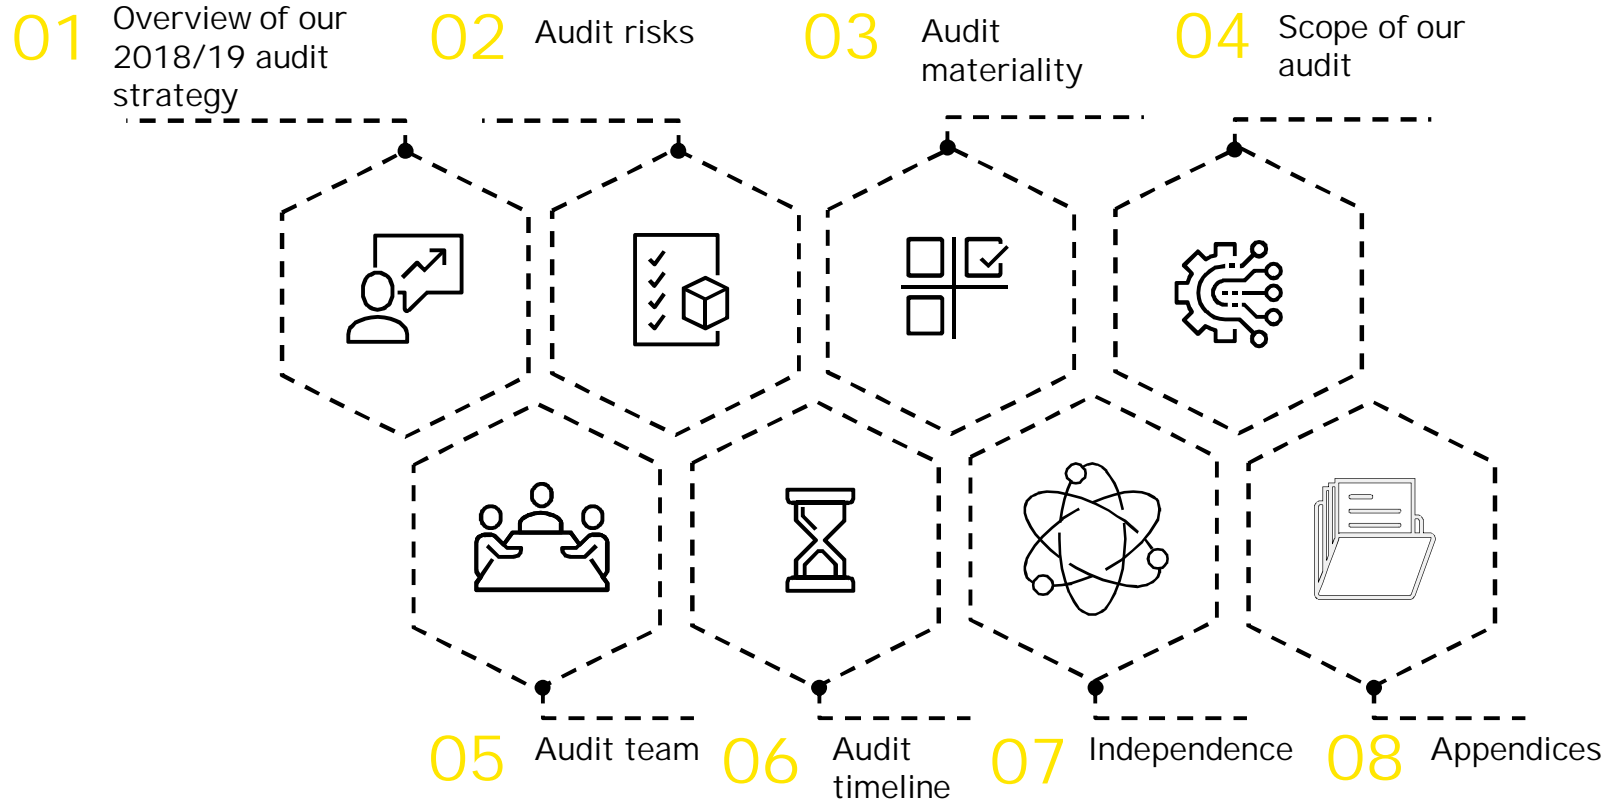 01
Overview of our
2018/19 audit
strategy
02
Audit risks
03
Audit
materiality
04
Scope of our
audit
05
Audit team
06
Audit
timeline
07
Independence
08
Appendices